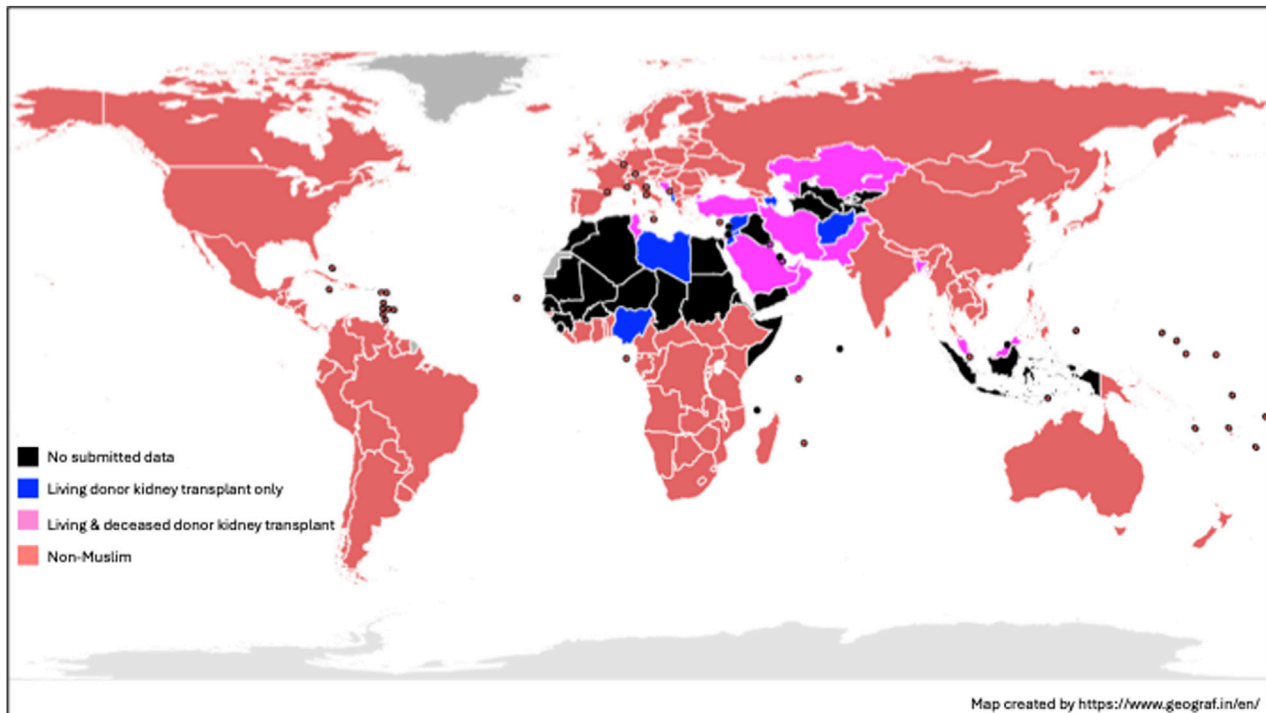 No submitted data
Living donor kidney transplant only
Living & deceased donor kidney transplant
Non-Muslim
Map created by https://www.geograf.in/en/